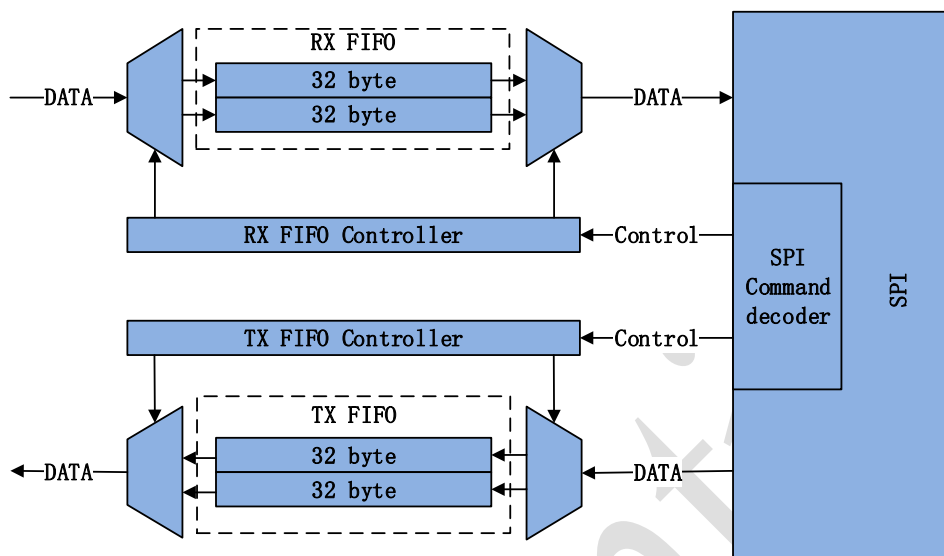 RX FIFO
32 byte
32 byte
DATA
DATA
RX FIFO Controller
Control
SPI
Command
decoder
SPI
TX FIFO Controller
Control
TX FIFO
32 byte
32 byte
DATA
DATA